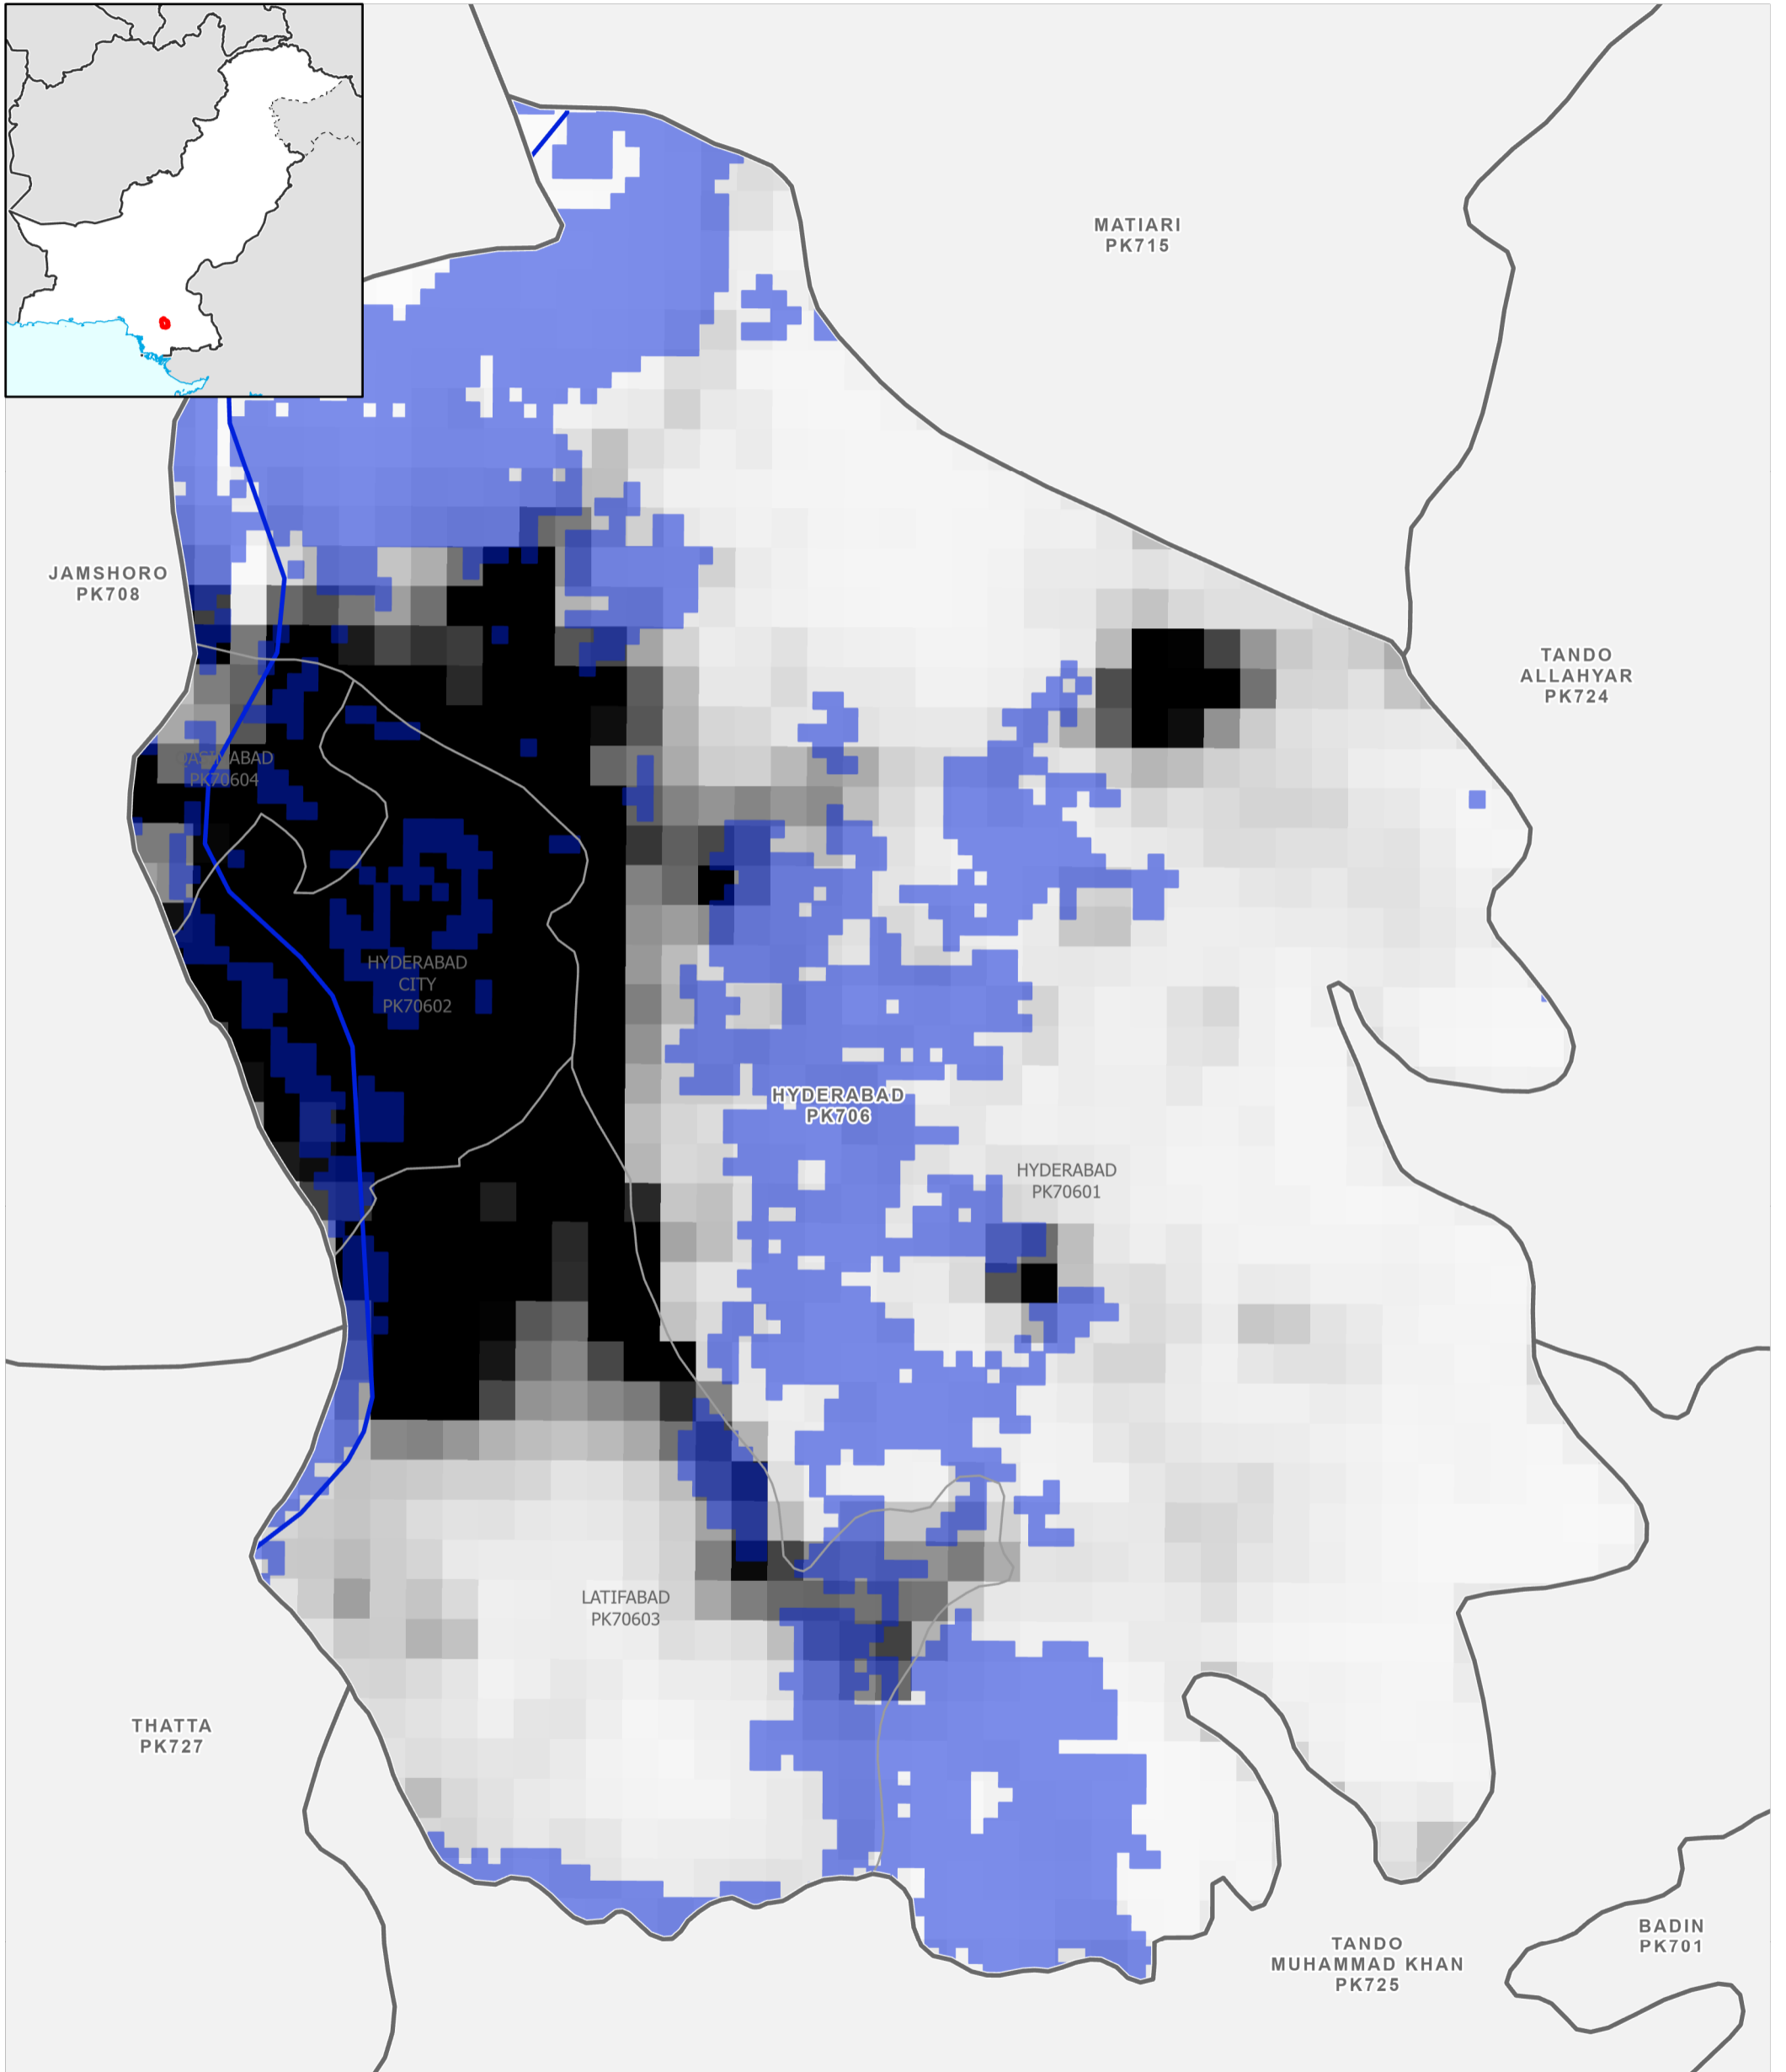 MATIARI
PK715
JAMSHORO
PK708
TANDO
ALLAHYAR
PK724
QASIMABAD
PK70604
HYDERABAD
CITY
PK70602
HYDERABAD
PK706
HYDERABAD
PK70601
LATIFABAD
PK70603
THATTA
PK727
TANDO
MUHAMMAD KHAN
PK725
BADIN
PK701